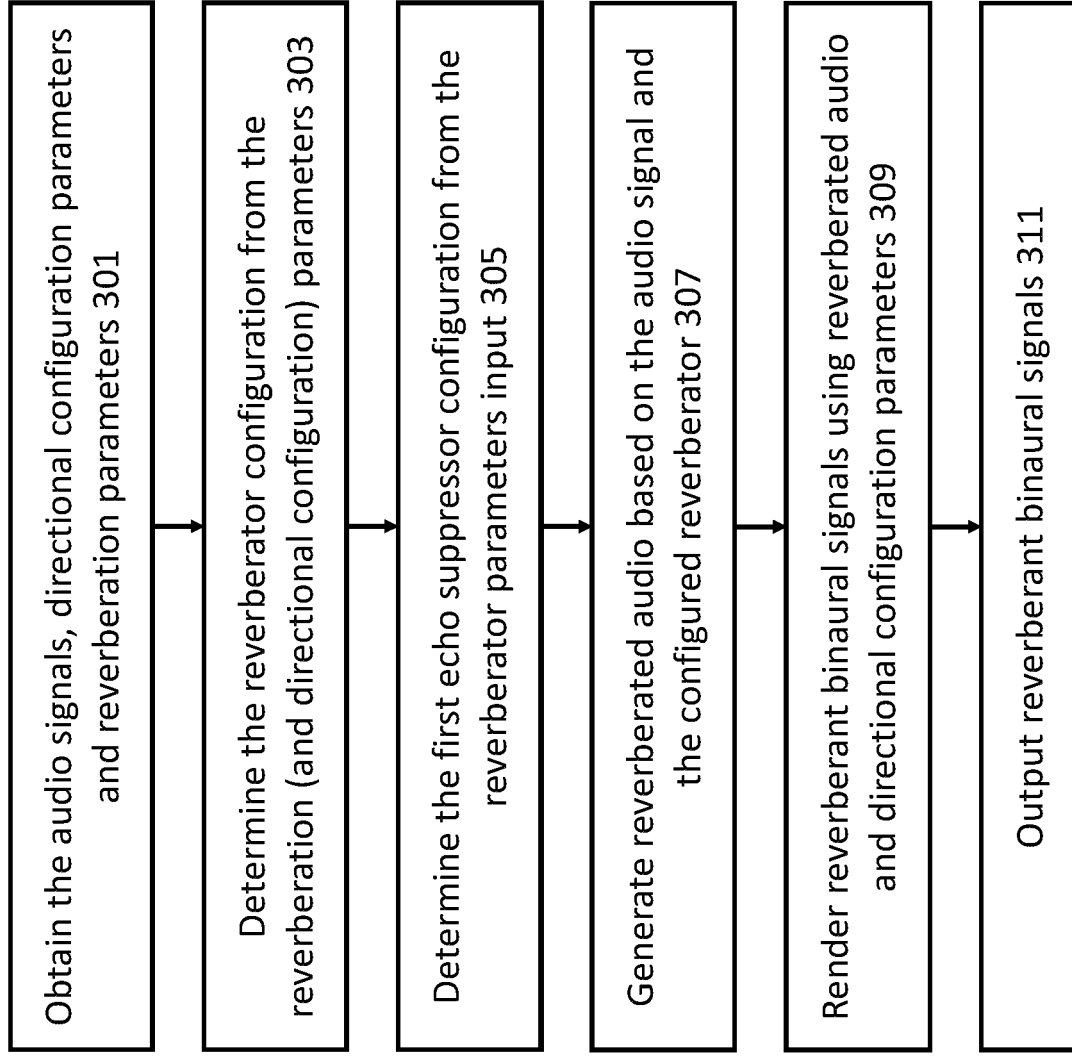 Obtain the audio signals, directional configuration parameters
and reverberation parameters 301
Determine the reverberator configuration from the
reverberation (and directional configuration) parameters 303
Determine the first echo suppressor configuration from the
reverberator parameters input 305
Generate reverberated audio based on the audio signal and
the configured reverberator 307
Render reverberant binaural signals using reverberated audio
and directional configuration parameters 309
Output reverberant binaural signals 311